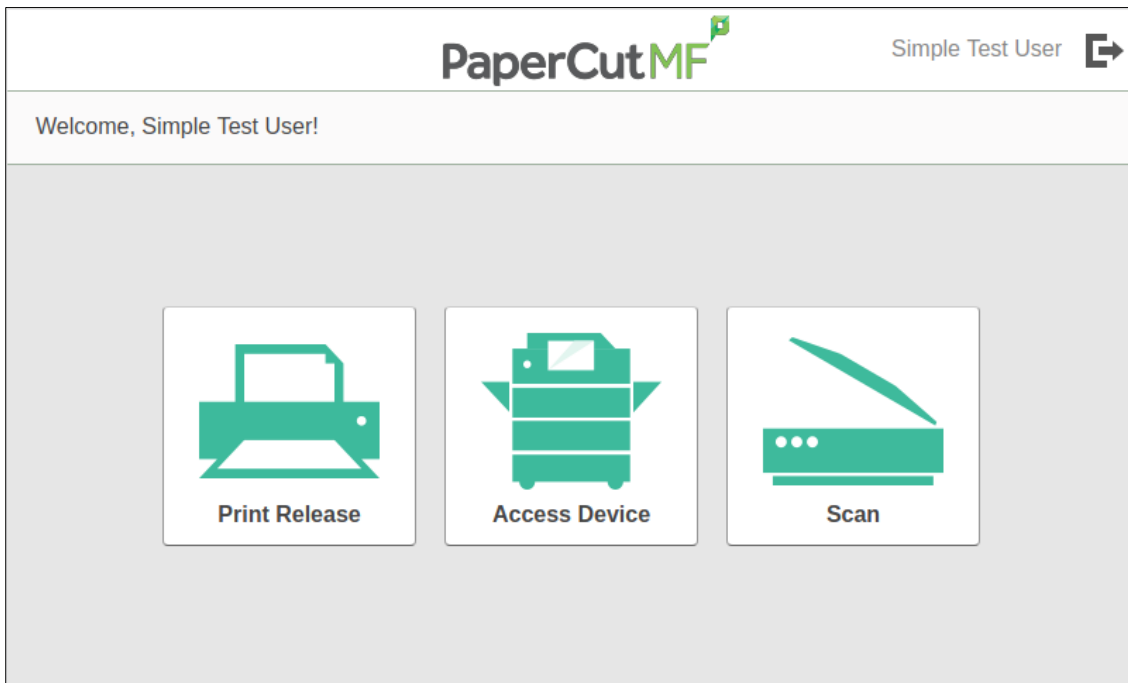 PaperCutMF
Simple Test User
Welcome, Simple Test User!
Print Release
Access Device
Scan